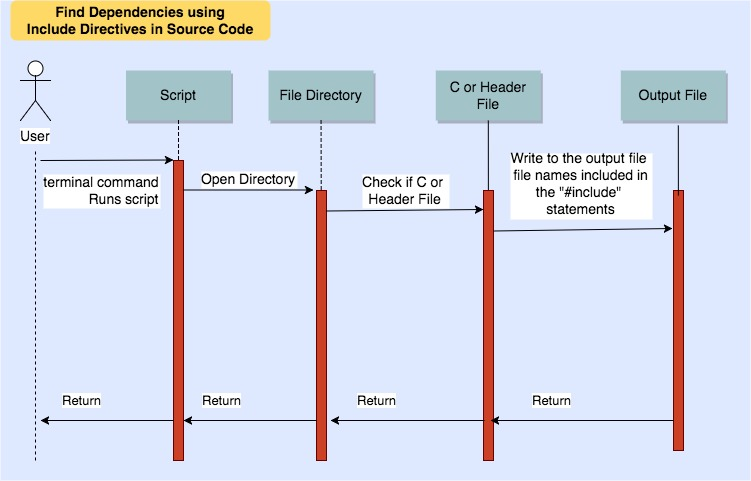 Find Dependencies using
Include Directives in Source Code
User
Script
File Directory
C or Header
File
Output File
terminal command
Runs script
Open Directory
Check if C or
Header File
Write to the output file
file names included in
the "#include"
statements
Return
Return
Return
Return